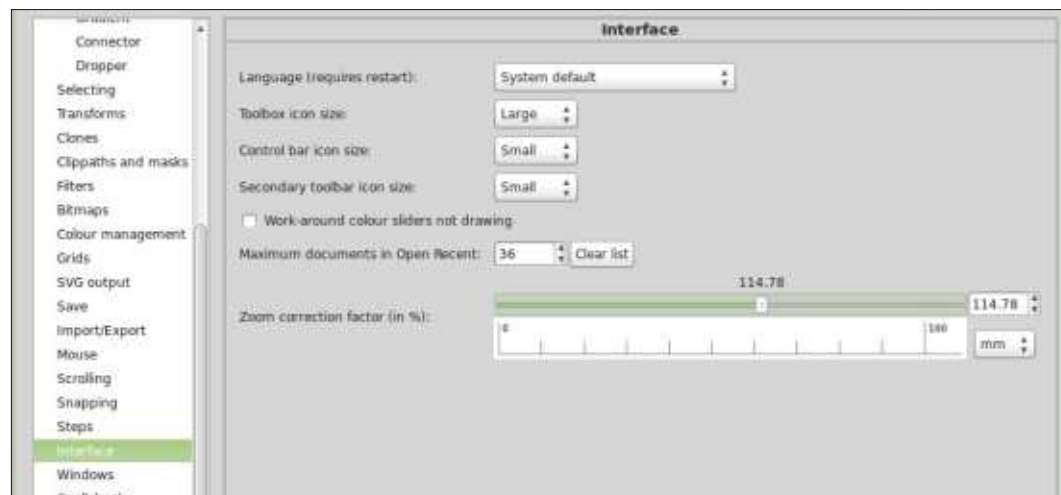 Connector
Dropper
Selecting
Transforms
Clones
Clippaths and masks
Filters
Bitmaps
Colour management
Grids
SVG output
Save
Import/Export
Mouse
Scrolling
Snapping
Steps
Interface
Windows
Interface
Language (requires restart): System default
Toolbox icon size: Large
Control bar icon size: Small
Secondary toolbar icon size: Small
Work-around colour sliders not drawing
Maximum documents in Open Recent: 36 Clear list
114.78
Zoom correction factor (in %): 114.78
0 100 mm